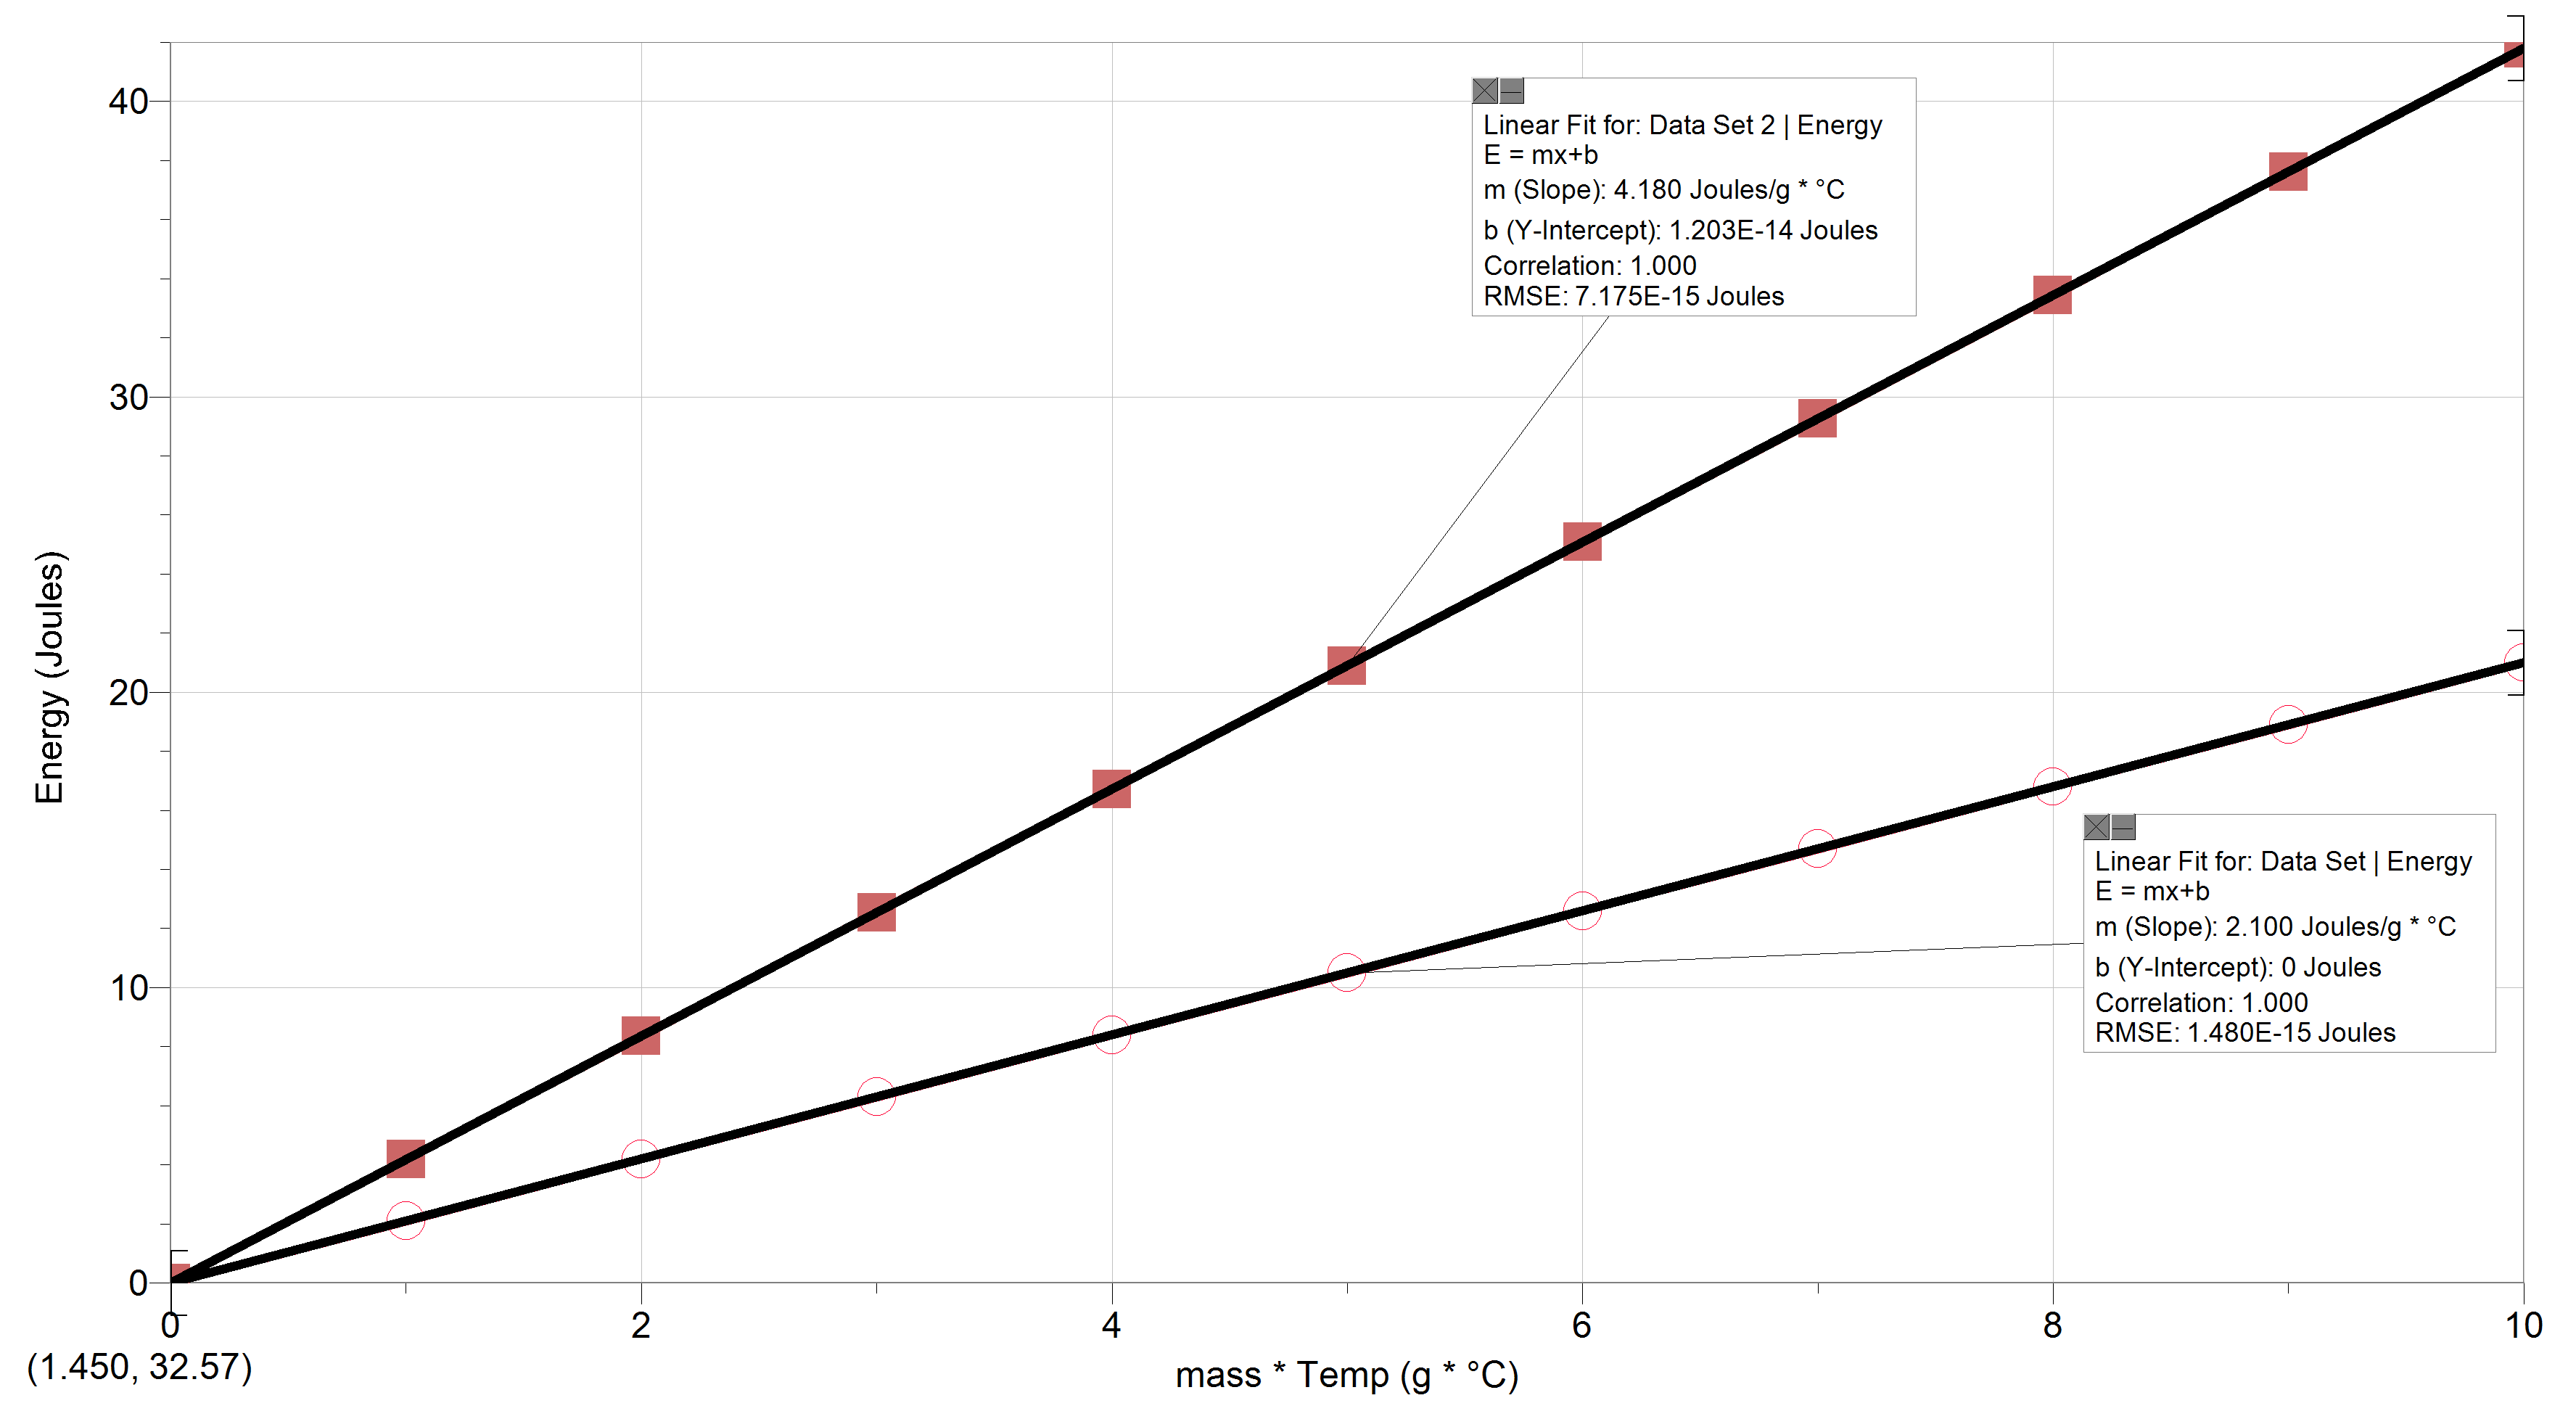 40
30
20
10
0
Energy (Joules)
Linear Fit for: Data Set 2 | Energy
E = mx+b
m (Slope): 4.180 Joules/g * °C
b (Y-Intercept): 1.203E-14 Joules
Correlation: 1.000
RMSE: 7.175E-15 Joules
Linear Fit for: Data Set | Energy
E = mx+b
m (Slope): 2.100 Joules/g * °C
b (Y-Intercept): 0 Joules
Correlation: 1.000
RMSE: 1.480E-15 Joules
0 2 4 6 8 10
(1.450, 32.57)
mass * Temp (g * °C)